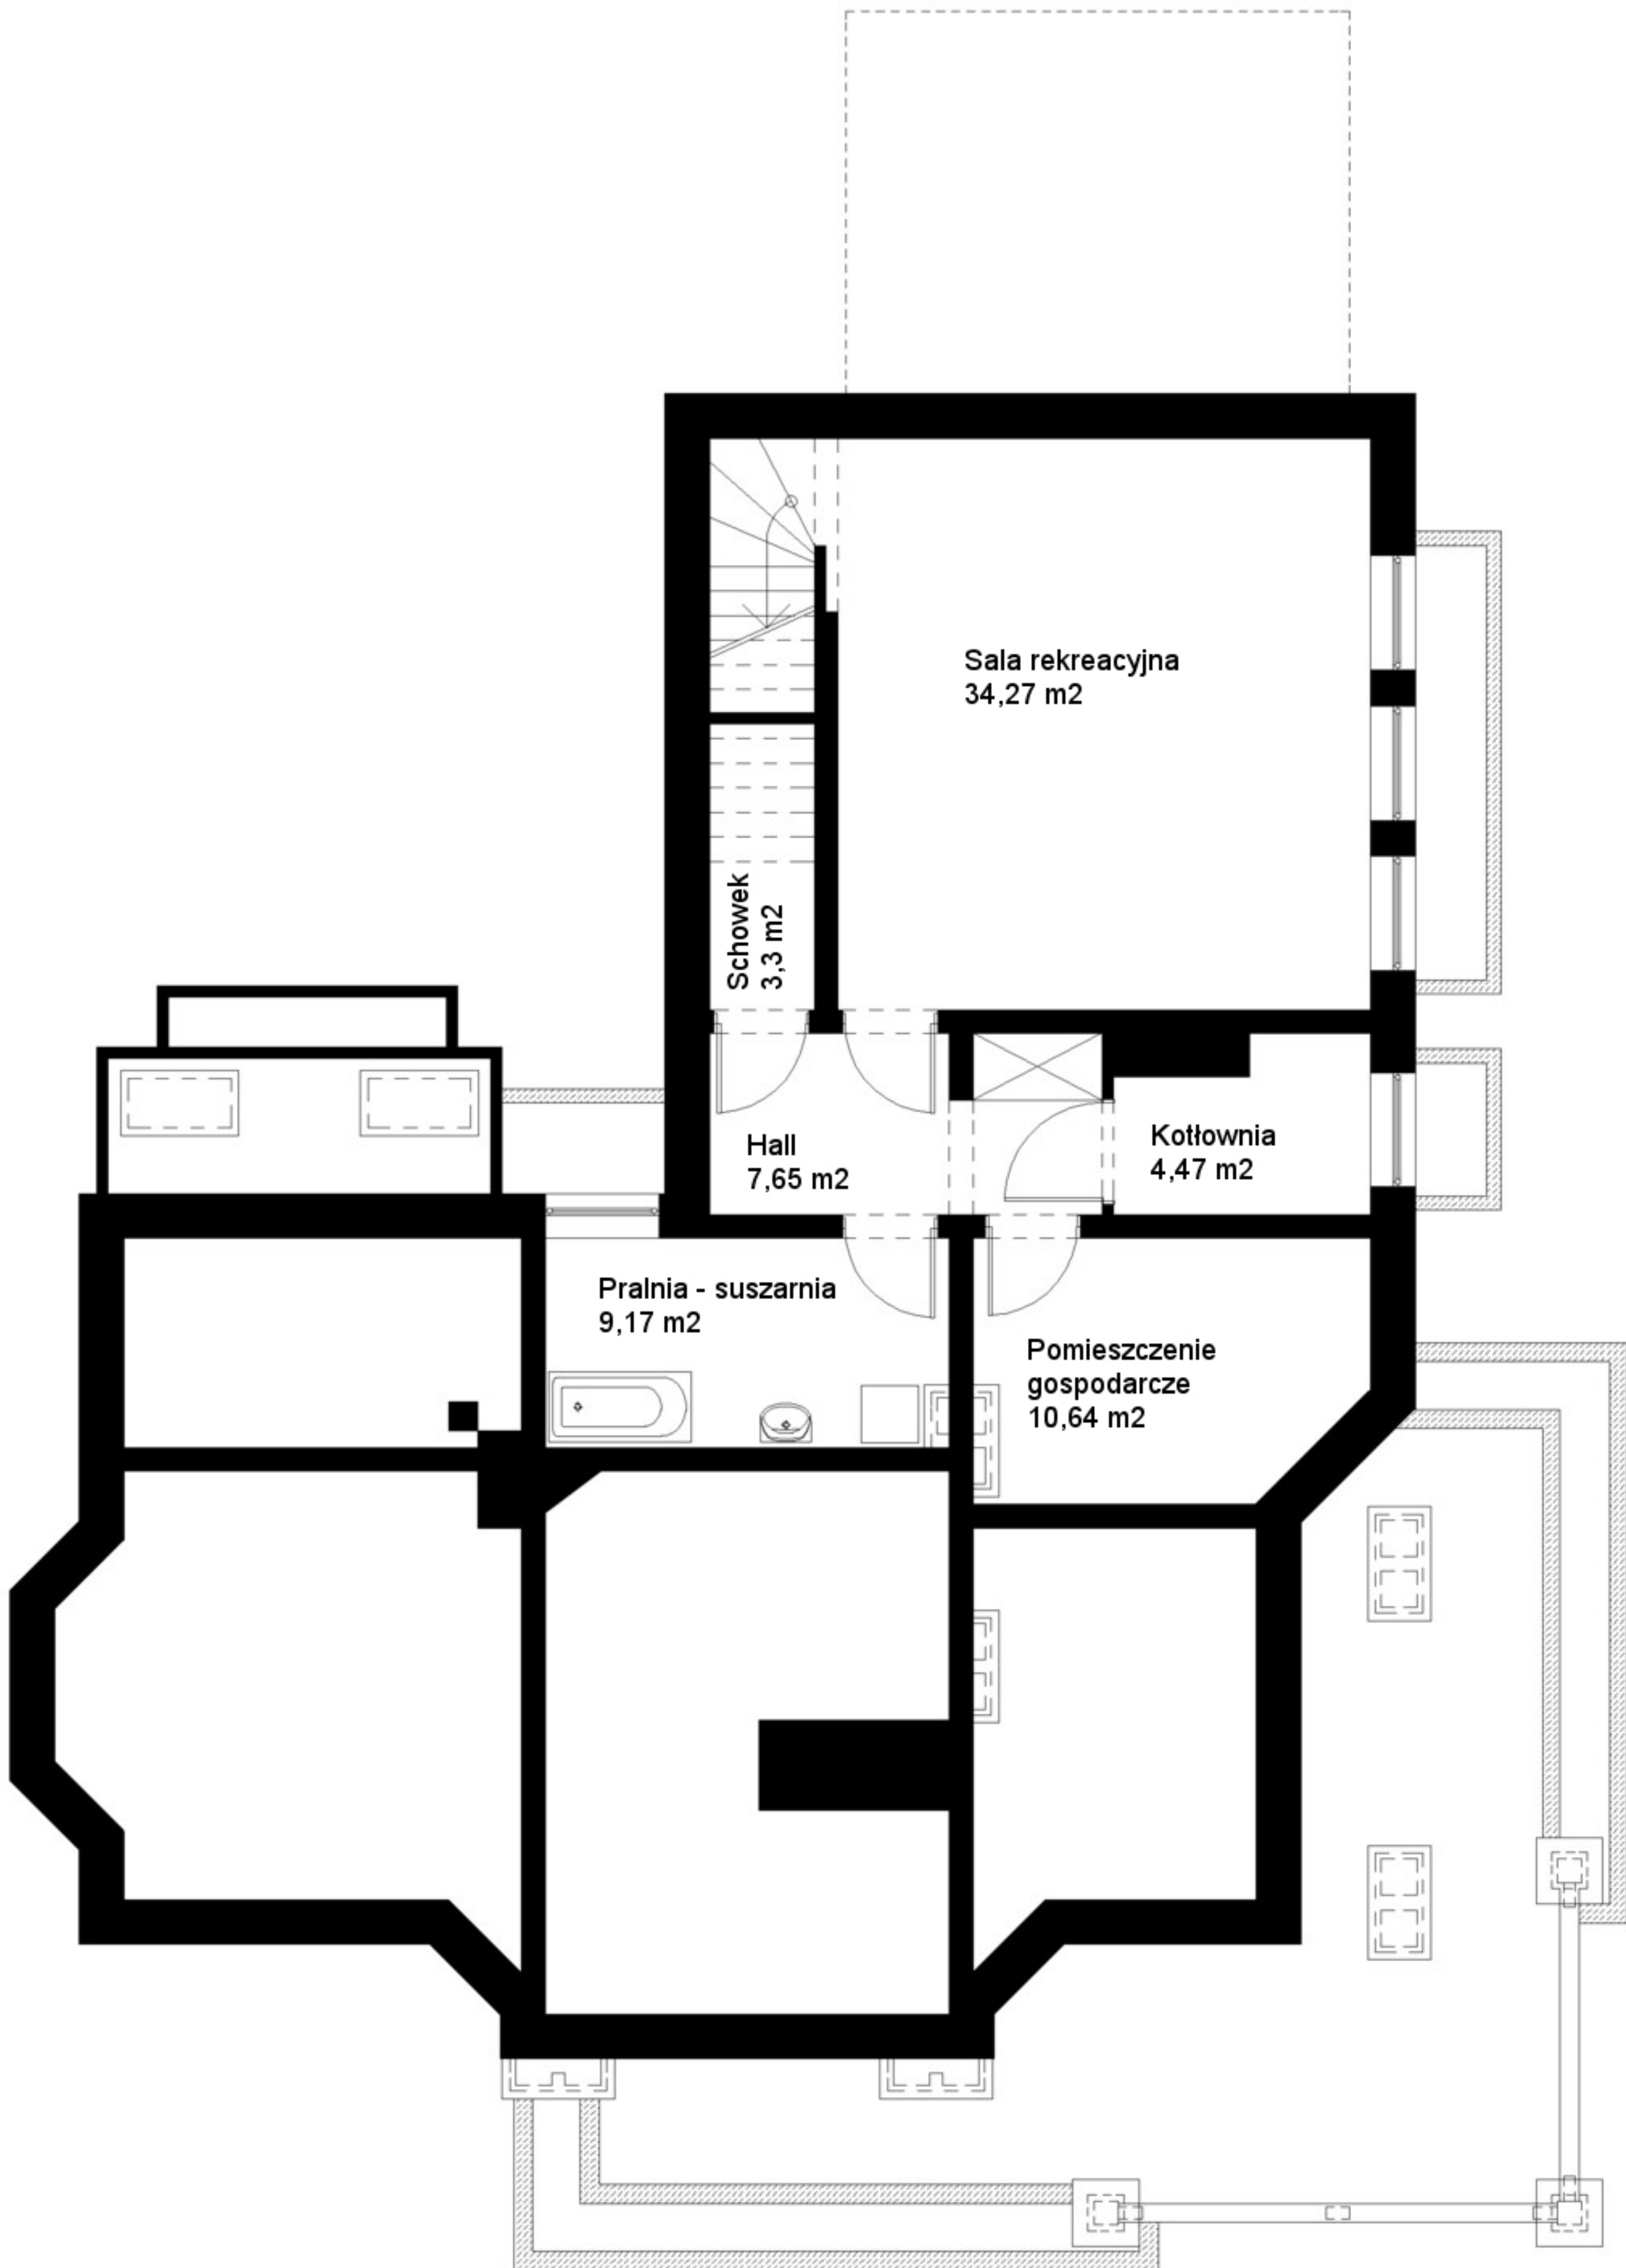 Sala rekreacyjna
34,27 m2
Schowek
3,3 m2
Hall
7,65 m2
Kotłownia
4,47 m2
Pralnia - suszarnia
9,17 m2
Pomieszczenie
gospodarcze
10,64 m2